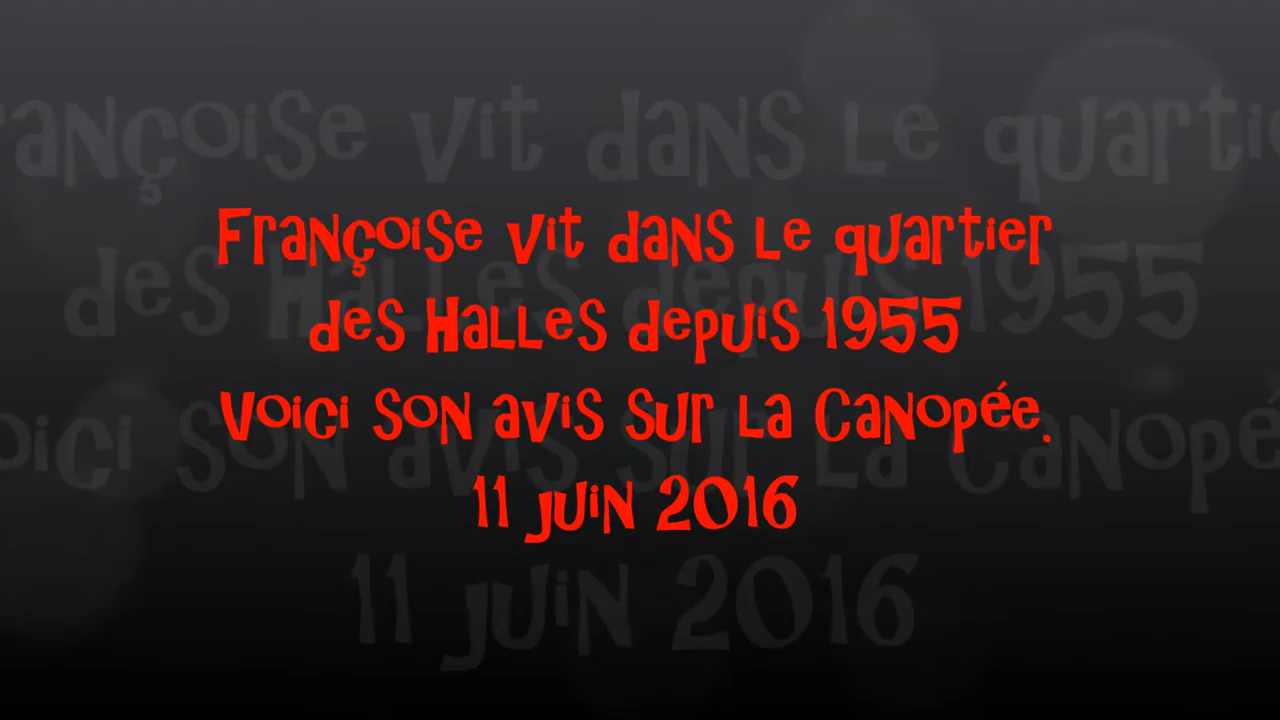 Françoise vit dans le quartier
des Halles depuis 1955
Voici son avis sur la Canopée.
11 juin 2016